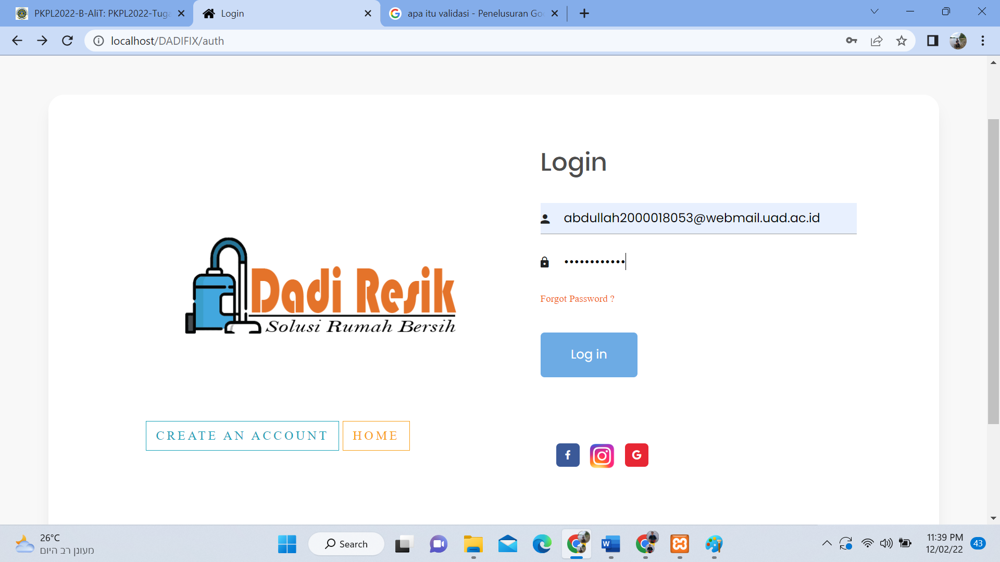 PKPL2022-B-AliT: PKPL2022-Tuga
Login
apa itu validasi - Penelusuran Goo
localhost/DADIFIX/auth
Login
abdullah2000018053@webmail.uad.ac.id
••••••••••••
Forgot Password ?
Log in
Dadi Resik
Solusi Rumah Bersih
CREATE AN ACCOUNT
HOME
26°C
מעונן רב היום
Search
11:39 PM
12/02/22
43